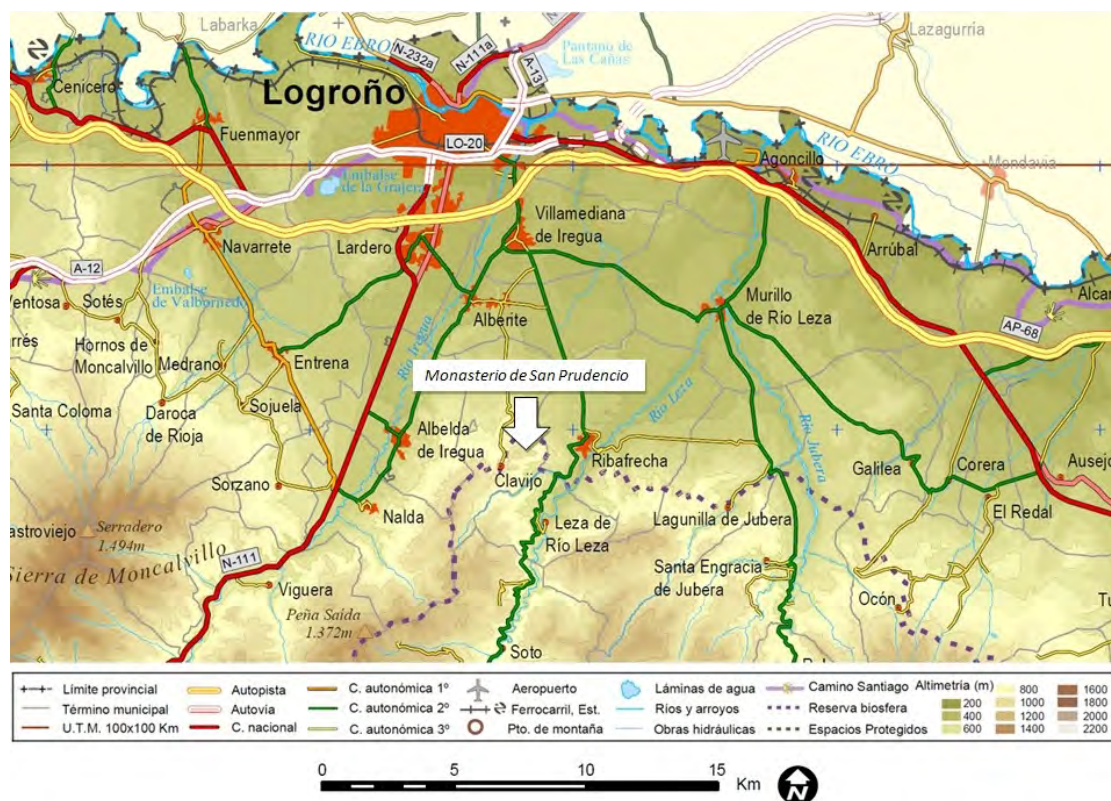 Labarka
RIO EBRO
N-232a
N-111a
A-13
Pantano de
Las Cañas
Lazagurria
Cenicero
Logroño
Fuenmayor
LO-20
RIO EBRO
Agoncillo
Mendavia
Embalse
de la Grajera
Navarrete
Lardero
Villamediana
de Iregua
Arrúbal
A-12
Ventosa
Sotés
Embalse
de Valbornedo
Hornos de
Moncalvillo
Medrano
Alberite
Murillo
de Río Leza
Alcan
AP-68
Entrena
Río Iregua
Monasterio de San Prudencio
Santa Coloma
Daroca
de Rioja
Sojuela
Albelda
de Iregua
Río Leza
Río Jubera
Clavijo
Ribafrecha
Galilea
Corera
Ausejo
Sorzano
Nalda
Leza de
Río Leza
Lagunilla de Jubera
El Redal
astroviejo
Serradero
1.494m
Sierra de Moncalvillo
N-111
Viguera
Santa Engracia
de Jubera
Ocón
Peña Saída
1.372m
Soto
Límite provincial
Autopista
C. autonómica 1º
Aeropuerto
Láminas de agua
Camino Santiago
Altimetría (m)
800
1600
Término municipal
Autovía
C. autonómica 2º
Ferrocarril, Est.
Ríos y arroyos
Reserva biosfera
200
1000
1800
400
1200
2000
U.T.M. 100x100 Km
C. nacional
C. autonómica 3º
Pto. de montaña
Obras hidráulicas
Espacios Protegidos
600
1400
2200
0 5 10 15 Km
N